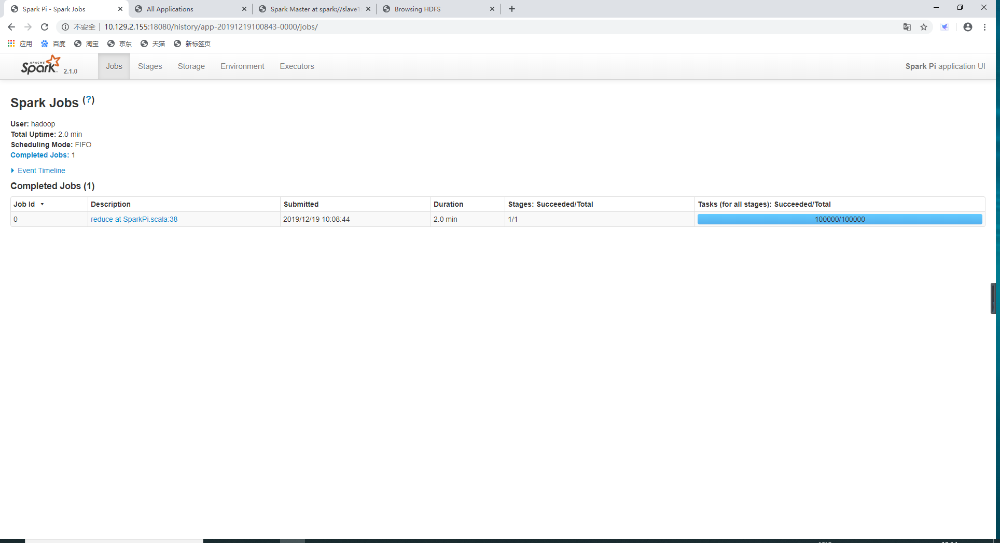 Spark Pi - Spark Jobs
All Applications
Spark Master at spark://slave1
Browsing HDFS
不安全 10.129.2.155:18080/history/app-20191219100843-0000/jobs/
应用 百度 淘宝 京东 天猫 新标签页
APACHE Spark 2.1.0 Jobs Stages Storage Environment Executors Spark Pi application UI
Spark Jobs (?)
User: hadoop
Total Uptime: 2.0 min
Scheduling Mode: FIFO
Completed Jobs: 1
Event Timeline
Completed Jobs (1)
Job Id Description Submitted Duration Stages: Succeeded/Total Tasks (for all stages): Succeeded/Total
0 reduce at SparkPi.scala:38 2019/12/19 10:08:44 2.0 min 1/1 100000/100000